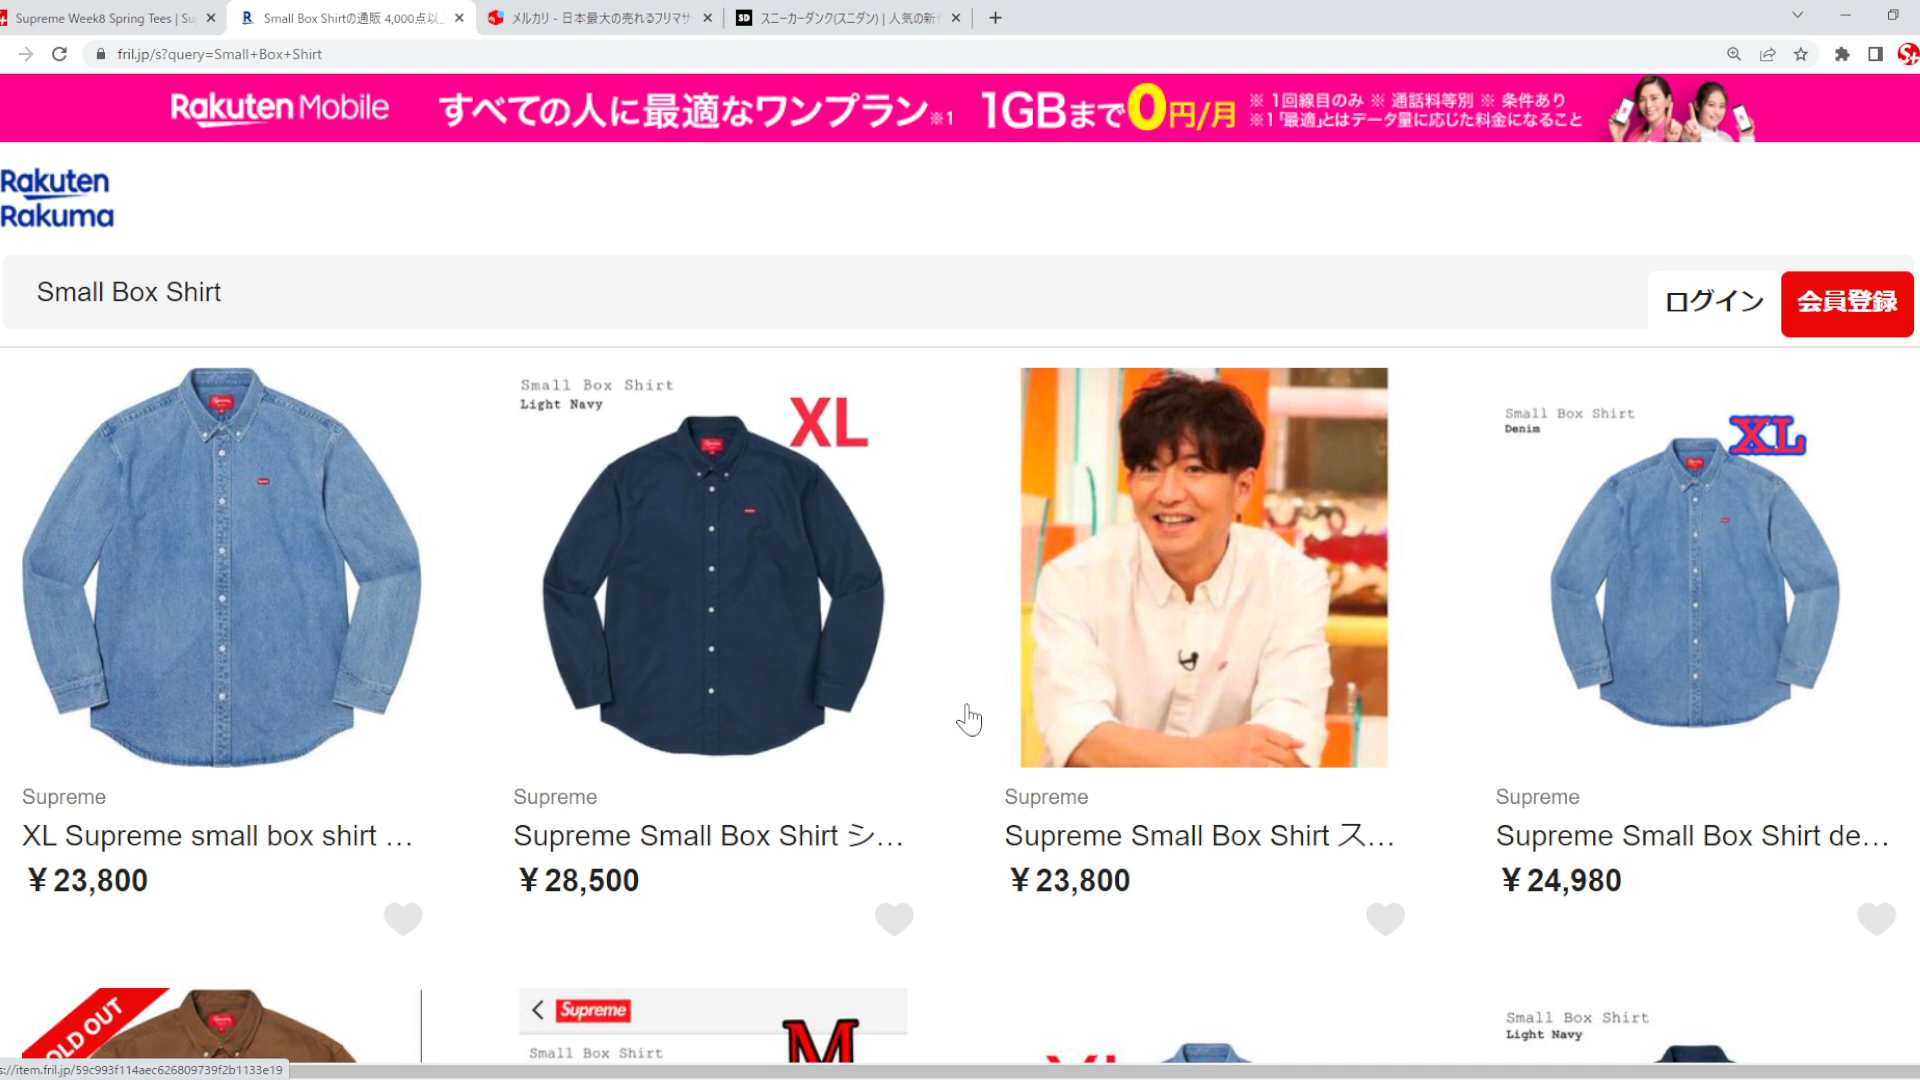 Supreme Week8 Spring Tees | Su
Small Box Shirtの通販 4,000点以上
メルカリ - 日本最大の売れるフリマサ
SD
スニーカーダンク(スニダン) | 人気の新
fril.jp/s?query=Small+Box+Shirt
Rakuten Mobile
すべての人に最適なワンプラン※1
1GBまで0円/月
※ 1回線目のみ ※ 通話料等別 ※ 条件あり
※1「最適」とはデータ量に応じた料金になること
Rakuten
Rakuma
Small Box Shirt
ログイン
会員登録
Supreme
Small Box Shirt
Light Navy
XL
Supreme
Small Box Shirt
Denim
XL
Supreme
XL Supreme small box shirt …
￥23,800
Supreme
Supreme Small Box Shirt シ…
￥28,500
Supreme
Supreme Small Box Shirt ス…
￥23,800
Supreme
Supreme Small Box Shirt de…
￥24,980
OLD OUT
Supreme
Small Box Shirt
M
XL
Small Box Shirt
Light Navy
s://item.fril.jp/59c993f114aec626809739f2b1133e19